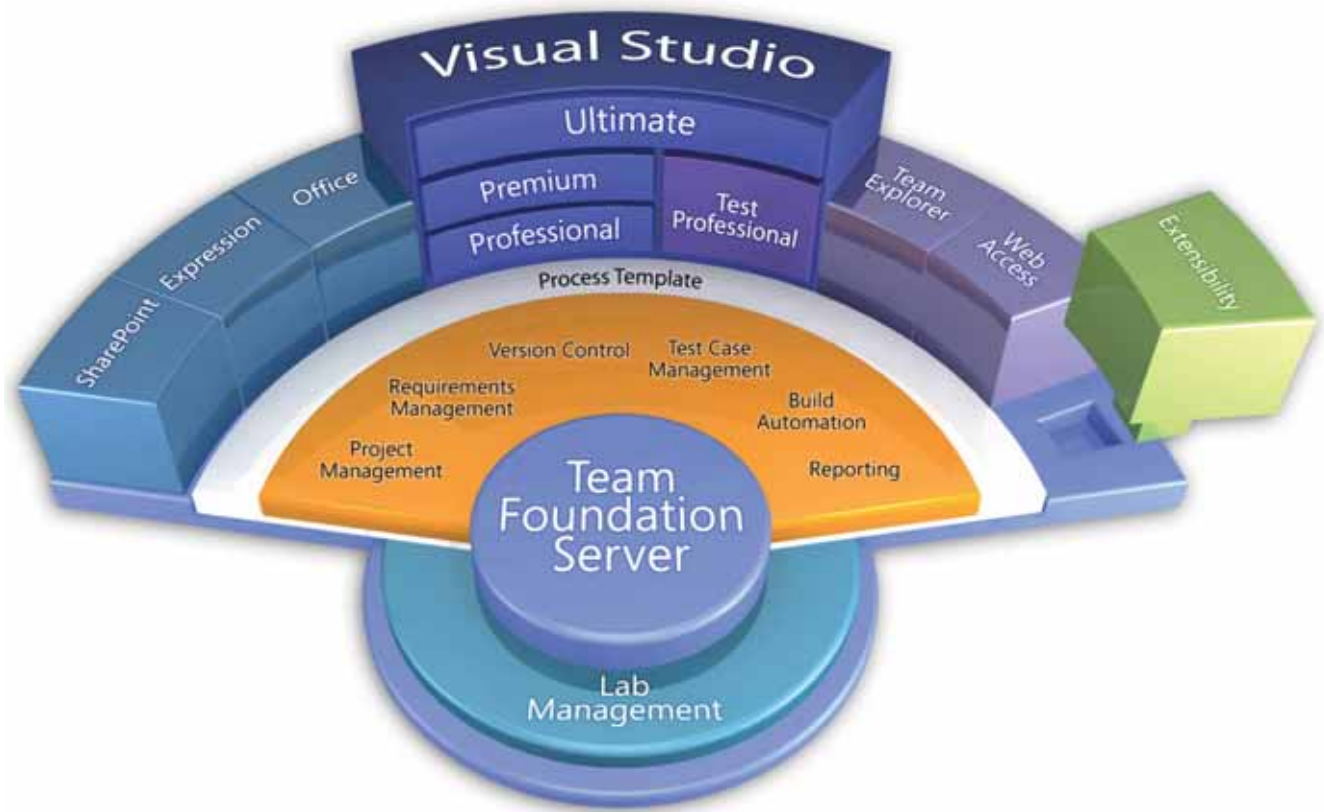 Visual Studio
Ultimate
Premium
Professional
Test
Professional
Office
Expression
SharePoint
Team
Explorer
Web
Access
Extensibility
Process Template
Version Control
Test Case
Management
Requirements
Management
Build
Automation
Project
Management
Reporting
Team
Foundation
Server
Lab
Management